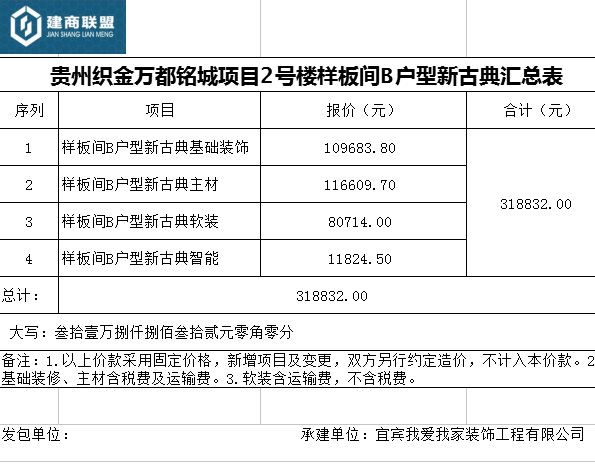 建商联盟
JIAN SHANG LIAN MENG
贵州织金万都铭城项目2号楼样板间B户型新古典汇总表
序列 项目 报价（元） 合计（元）
1 样板间B户型新古典基础装饰 109683.80
2 样板间B户型新古典主材 116609.70
318832.00
3 样板间B户型新古典软装 80714.00
4 样板间B户型新古典智能 11824.50
总计： 318832.00
大写：叁拾壹万捌仟捌佰叁拾贰元零角零分
备注：1.以上价款采用固定价格，新增项目及变更，双方另行约定造价，不计入本价款。2
基础装修、主材含税费及运输费。3.软装含运输费，不含税费。
发包单位： 承建单位：宜宾我爱我家装饰工程有限公司